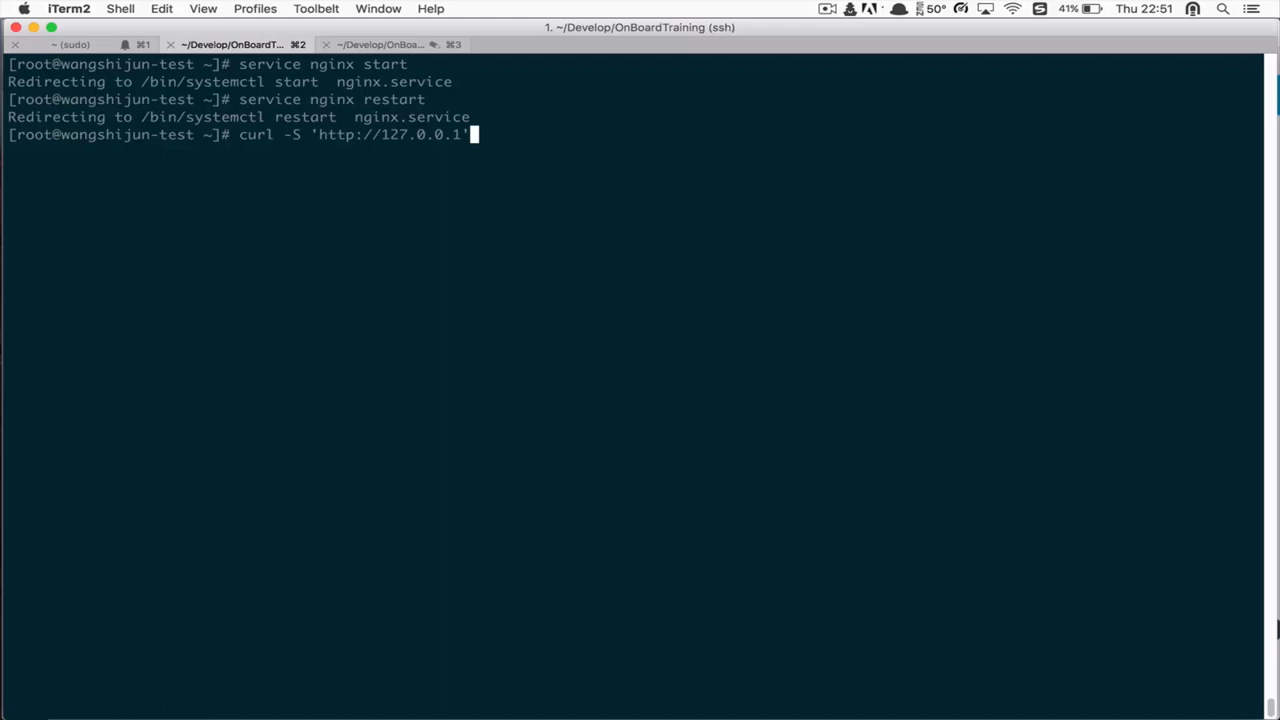 iTerm2 Shell Edit View Profiles Toolbelt Window Help 50° 41% Thu 22:51
1. ~/Develop/OnBoardTraining (ssh)
~ (sudo) ⌘1 ~/Develop/OnBoardT... ⌘2 ~/Develop/OnBoa... ⌘3
[root@wangshijun-test ~]# service nginx start
Redirecting to /bin/systemctl start  nginx.service
[root@wangshijun-test ~]# service nginx restart
Redirecting to /bin/systemctl restart  nginx.service
[root@wangshijun-test ~]# curl -S 'http://127.0.0.1'